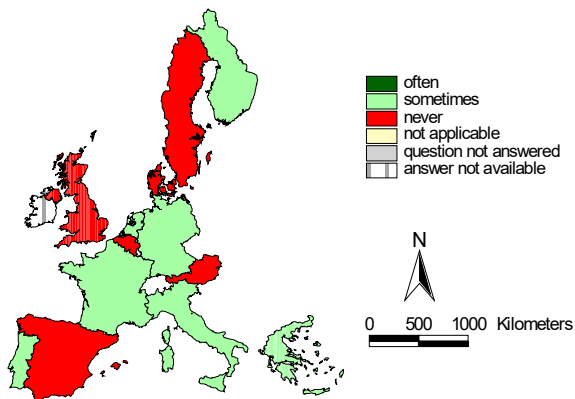 often
sometimes
never
not applicable
question not answered
answer not available
N
0 500 1000 Kilometers